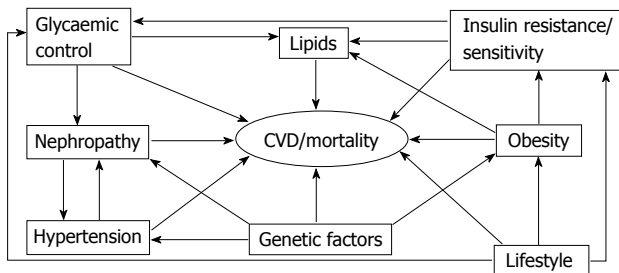 Glycaemic
control
Lipids
Insulin resistance/
sensitivity
Nephropathy
CVD/mortality
Obesity
Hypertension
Genetic factors
Lifestyle